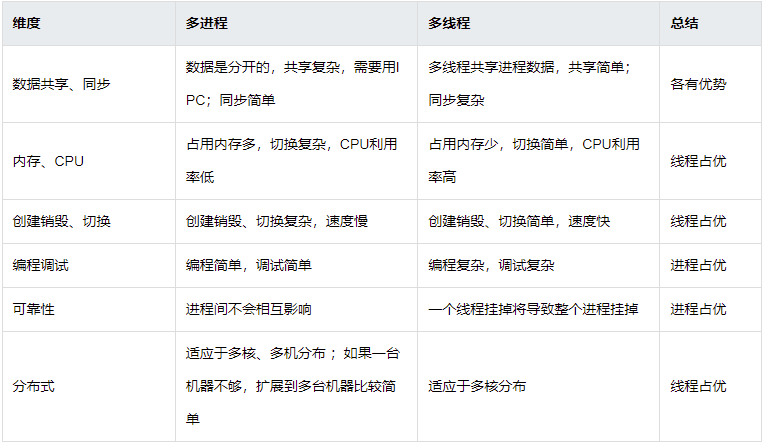 维度 多进程 多线程 总结
数据共享、同步 数据是分开的，共享复杂，需要用I 多线程共享进程数据，共享简单； 各有优势
PC；同步简单 同步复杂
内存、CPU 占用内存多，切换复杂，CPU利用 占用内存少，切换简单，CPU利用 线程占优
率低 率高
创建销毁、切换 创建销毁、切换复杂，速度慢 创建销毁、切换简单，速度快 线程占优
编程调试 编程简单，调试简单 编程复杂，调试复杂 进程占优
可靠性 进程间不会相互影响 一个线程挂掉将导致整个进程挂掉 进程占优
分布式 适应于多核、多机分布 ；如果一台 适应于多核分布 线程占优
机器不够，扩展到多台机器比较简
单